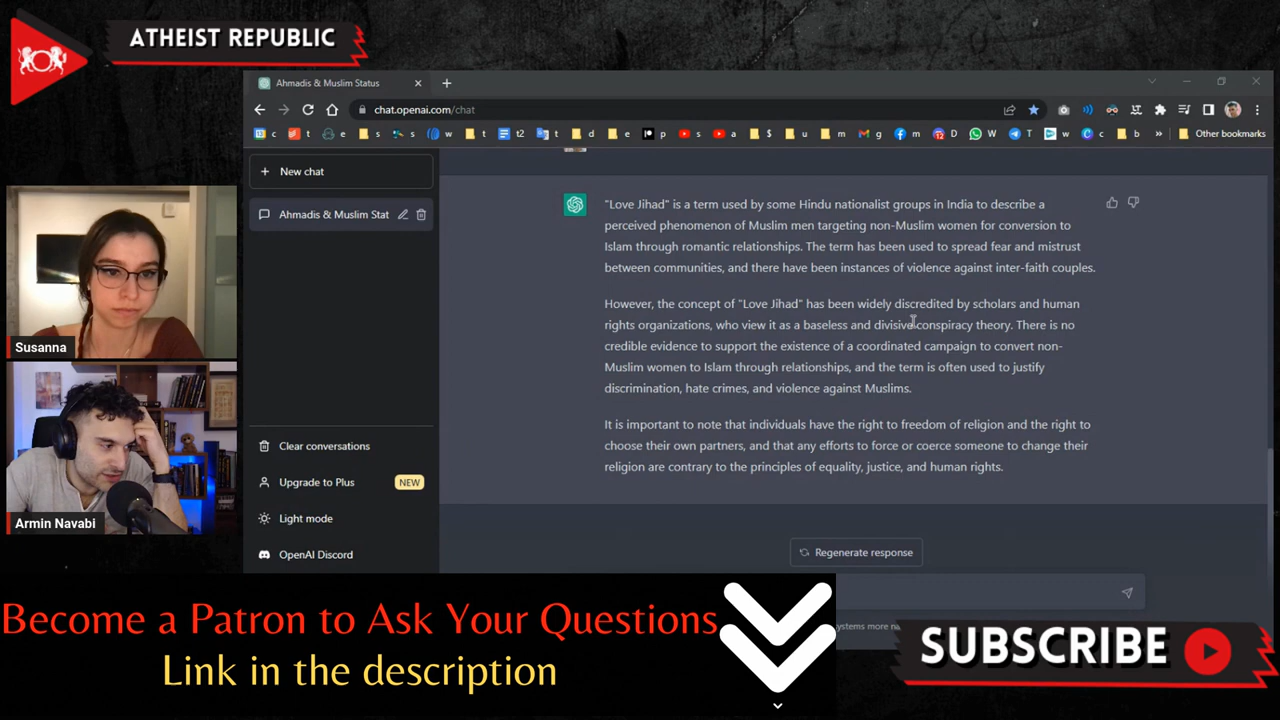 ATHEIST REPUBLIC
Ahmadis & Muslim Status
chat.openai.com/chat
c t e s s w t t2 t d e p s a $ u m g m D W T w c b » Other bookmarks
New chat
Ahmadis & Muslim Stat
"Love Jihad" is a term used by some Hindu nationalist groups in India to describe a
perceived phenomenon of Muslim men targeting non-Muslim women for conversion to
Islam through romantic relationships. The term has been used to spread fear and mistrust
between communities, and there have been instances of violence against inter-faith couples.
However, the concept of "Love Jihad" has been widely discredited by scholars and human
rights organizations, who view it as a baseless and divisive conspiracy theory. There is no
credible evidence to support the existence of a coordinated campaign to convert non-
Muslim women to Islam through relationships, and the term is often used to justify
discrimination, hate crimes, and violence against Muslims.
It is important to note that individuals have the right to freedom of religion and the right to
choose their own partners, and that any efforts to force or coerce someone to change their
religion are contrary to the principles of equality, justice, and human rights.
Susanna
Armin Navabi
Clear conversations
Upgrade to Plus NEW
Light mode
OpenAI Discord
Regenerate response
systems more
Become a Patron to Ask Your Questions
Link in the description
SUBSCRIBE